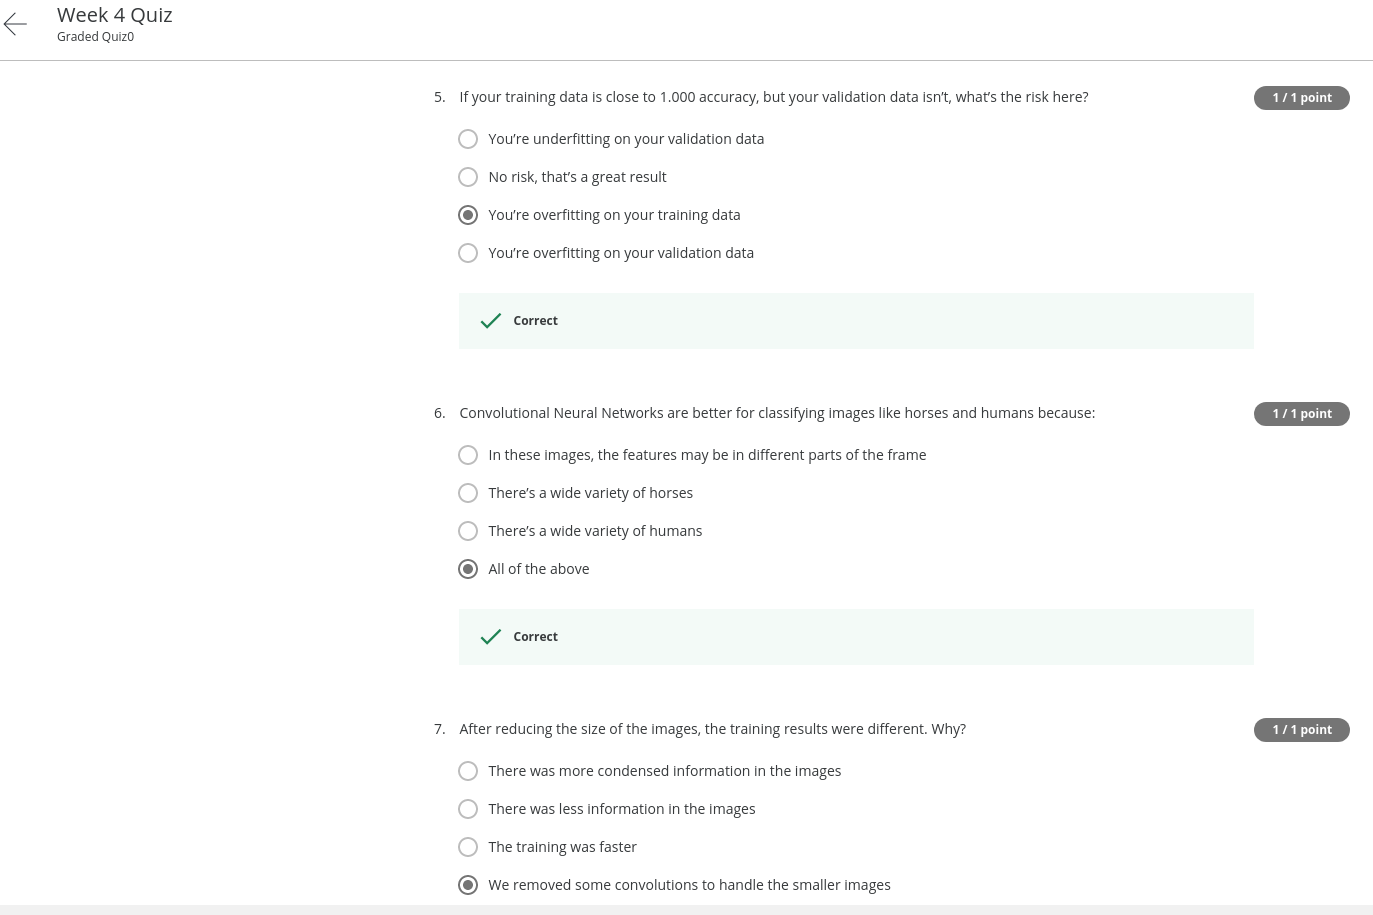 Week 4 Quiz
Graded Quiz0
5. If your training data is close to 1.000 accuracy, but your validation data isn’t, what’s the risk here?
1 / 1 point
You’re underfitting on your validation data
No risk, that’s a great result
You’re overfitting on your training data
You’re overfitting on your validation data
Correct
6. Convolutional Neural Networks are better for classifying images like horses and humans because:
1 / 1 point
In these images, the features may be in different parts of the frame
There’s a wide variety of horses
There’s a wide variety of humans
All of the above
Correct
7. After reducing the size of the images, the training results were different. Why?
1 / 1 point
There was more condensed information in the images
There was less information in the images
The training was faster
We removed some convolutions to handle the smaller images